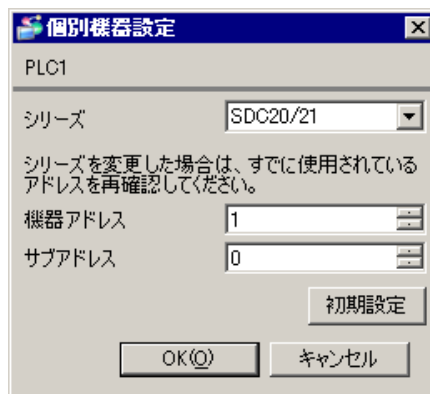 個別機器設定
PLC1
シリーズ SDC20/21
シリーズを変更した場合は、すでに使用されている
アドレスを再確認してください。
機器アドレス 1
サブアドレス 0
初期設定
OK(O) キャンセル